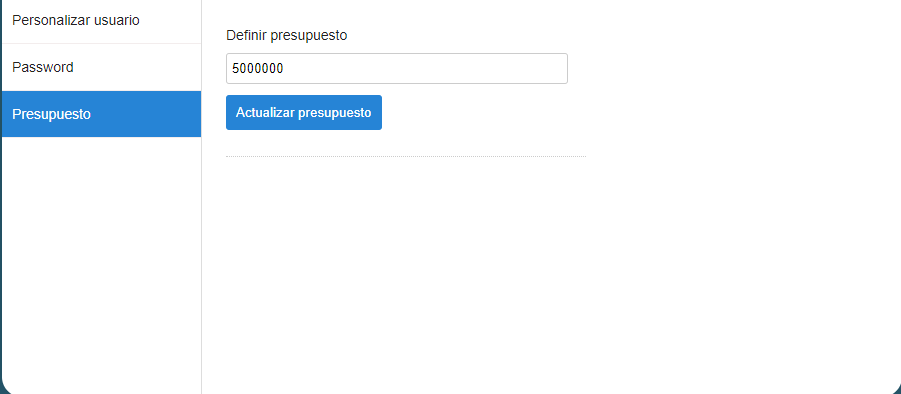 Personalizar usuario
Password
Presupuesto
Definir presupuesto
5000000
Actualizar presupuesto